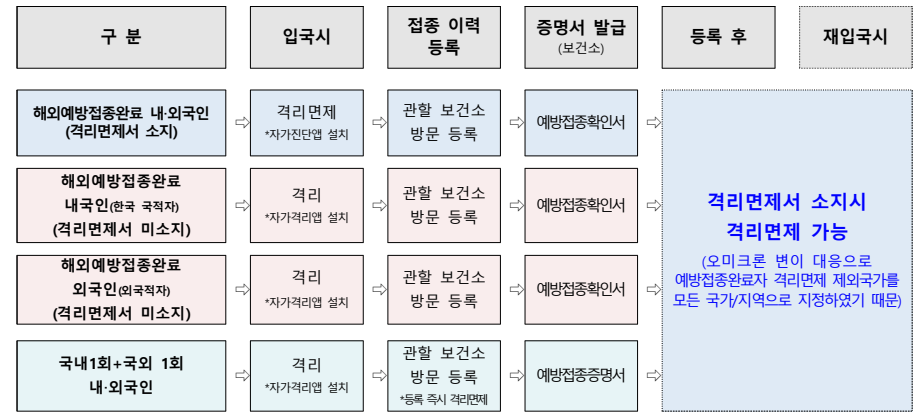 구 분
입국시
접종 이력
등록
증명서 발급
(보건소)
등록 후
재입국시
해외예방접종완료 내·외국인
(격리면제서 소지)
격리면제
*자가진단앱 설치
관할 보건소
방문 등록
예방접종확인서
해외예방접종완료
내국인(한국 국적자)
(격리면제서 미소지)
격리
*자가격리앱 설치
관할 보건소
방문 등록
예방접종확인서
해외예방접종완료
외국인(외국적자)
(격리면제서 미소지)
격리
*자가격리앱 설치
관할 보건소
방문 등록
예방접종확인서
국내1회+국외 1회
내·외국인
격리
*자가격리앱 설치
관할 보건소
방문 등록
*등록 즉시 격리면제
예방접종증명서
격리면제서 소지시
격리면제 가능
(오미크론 변이 대응으로
예방접종완료자 격리면제 제외국가를
모든 국가/지역으로 지정하였기 때문)